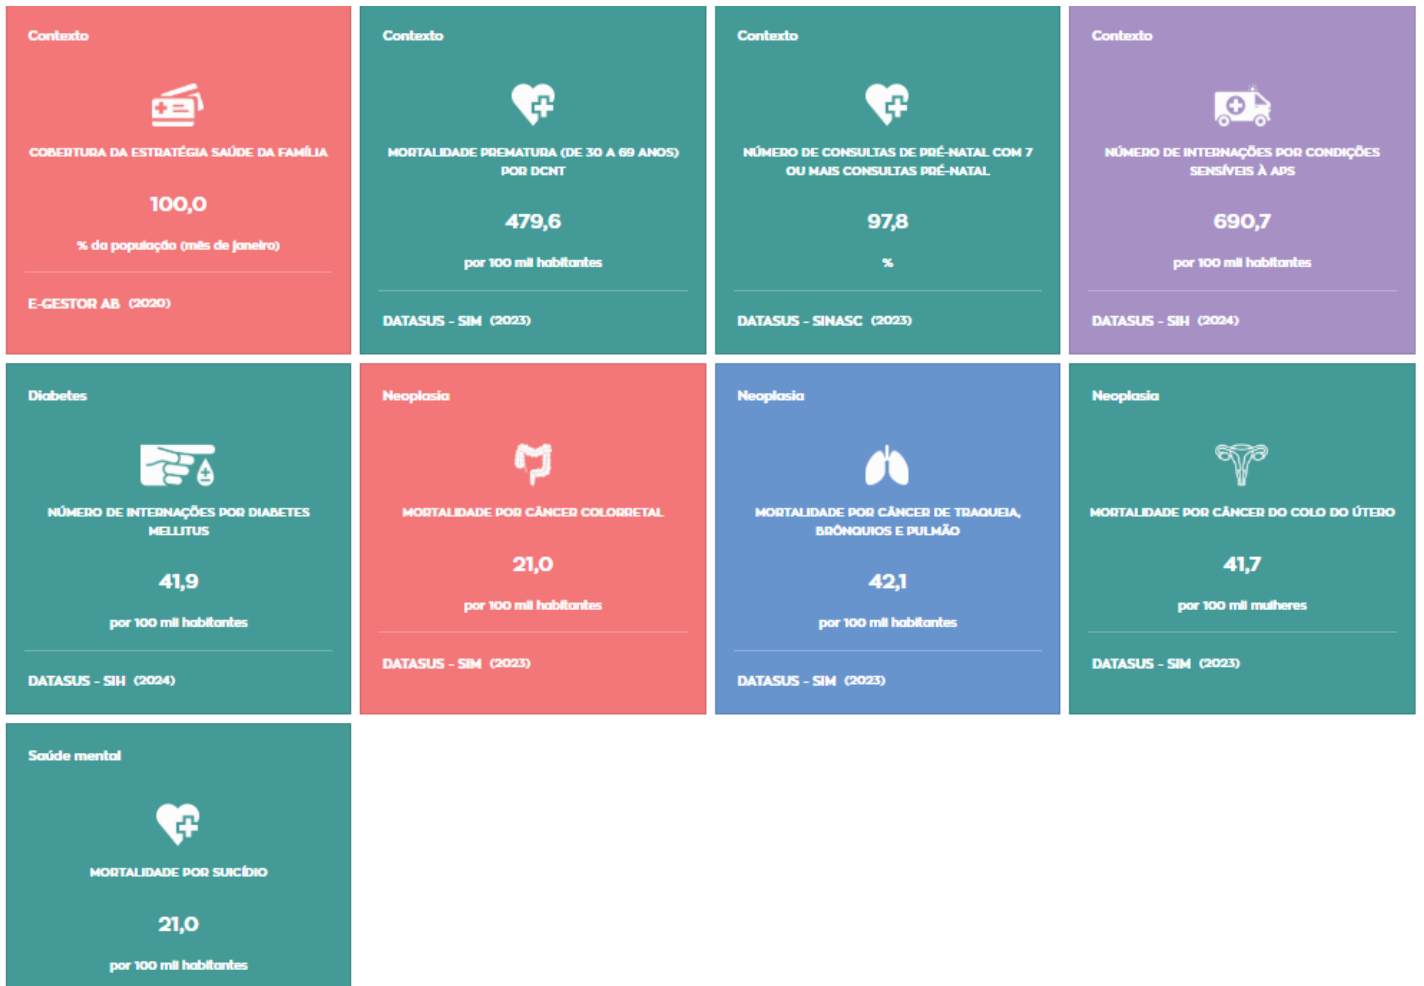 Contexto
COBERTURA DA ESTRATÉGIA SAÚDE DA FAMÍLIA
100,0
% da população (mês de janeiro)
E-GESTOR AB (2020)
Contexto
MORTALIDADE PREMATURA (DE 30 A 69 ANOS)
POR DCNT
479,6
por 100 mil habitantes
DATASUS - SIM (2023)
Contexto
NÚMERO DE CONSULTAS DE PRÉ-NATAL COM 7
OU MAIS CONSULTAS PRÉ-NATAL
97,8
%
DATASUS - SINASC (2023)
Contexto
NÚMERO DE INTERNAÇÕES POR CONDIÇÕES
SENSÍVEIS À APS
690,7
por 100 mil habitantes
DATASUS - SIH (2024)
Diabetes
NÚMERO DE INTERNAÇÕES POR DIABETES
MELLITUS
41,9
por 100 mil habitantes
DATASUS - SIH (2024)
Neoplasia
MORTALIDADE POR CÂNCER COLORRETAL
21,0
por 100 mil habitantes
DATASUS - SIM (2023)
Neoplasia
MORTALIDADE POR CÂNCER DE TRAQUEIA,
BRÔNQUIOS E PULMÃO
42,1
por 100 mil habitantes
DATASUS - SIM (2023)
Neoplasia
MORTALIDADE POR CÂNCER DO COLO DO ÚTERO
41,7
por 100 mil mulheres
DATASUS - SIM (2023)
Saúde mental
MORTALIDADE POR SUICÍDIO
21,0
por 100 mil habitantes